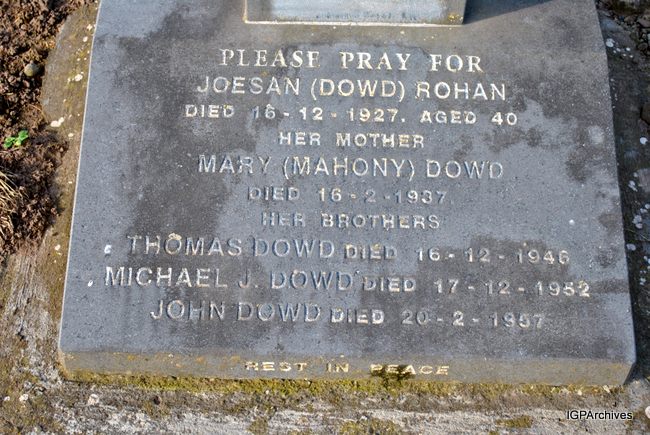 PLEASE PRAY FOR
JOESAN (DOWD) ROHAN
DIED 16-12-1927. AGED 40
HER MOTHER
MARY (MAHONY) DOWD
DIED 16-2-1937
HER BROTHERS
THOMAS DOWD DIED 16-12-1946
MICHAEL J. DOWD DIED 17-12-1952
JOHN DOWD DIED 20-2-1957
REST IN PEACE
IGPArchives